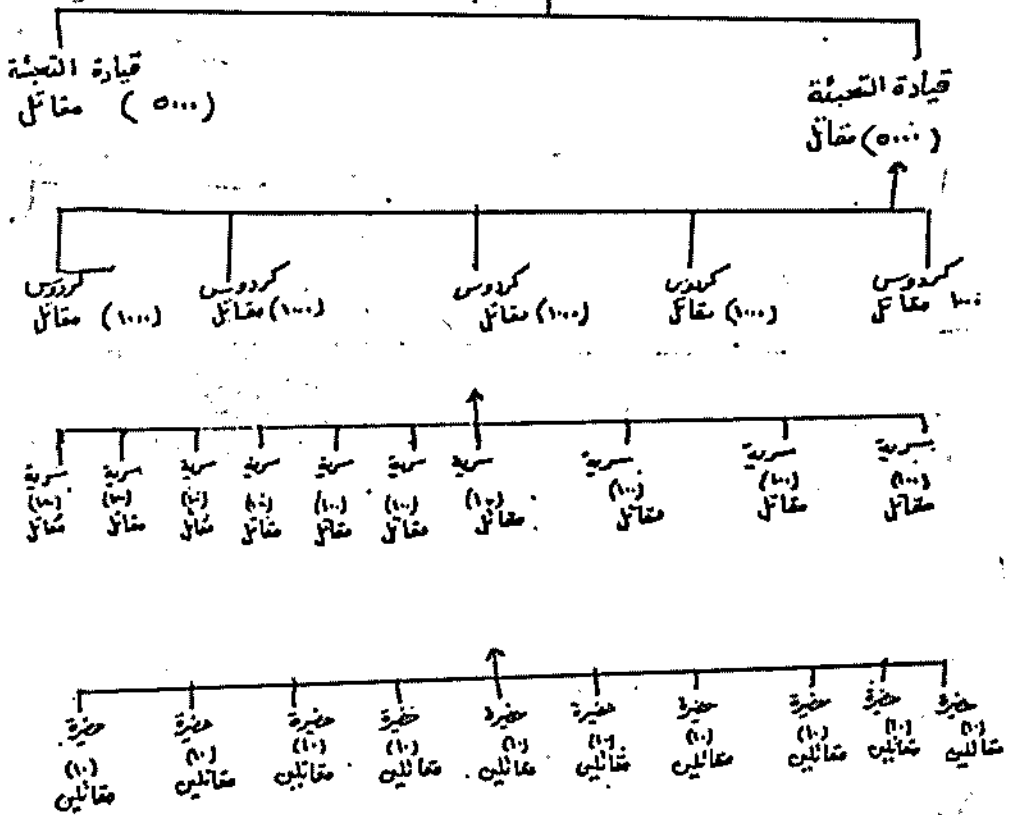 قيادة التعبئة
(٥٠٠٠) مقاتل
قيادة التعبئة
(٥٠٠٠) مقاتل
كردوس
١٠٠٠ مقاتل
كردوس
(١٠٠٠) مقاتل
كردوس
(١٠٠٠) مقاتل
كردوس
(١٠٠٠) مقاتل
كردوس
(١٠٠٠) مقاتل
سرية
(١٠٠)
مقاتل
سرية
(١٠٠)
مقاتل
سرية
(١٠٠)
مقاتل
سرية
(١٠٠)
مقاتل
سرية
(١٠٠)
مقاتل
سرية
(١٠٠)
مقاتل
سرية
(١٠٠)
مقاتل
سرية
(١٠٠)
مقاتل
سرية
(١٠٠)
مقاتل
سرية
(١٠٠)
مقاتل
حضيرة
(١٠)
مقاتلين
حضيرة
(١٠)
مقاتلين
حضيرة
(١٠)
مقاتلين
حضيرة
(١٠)
مقاتلين
حضيرة
(١٠)
مقاتلين
حضيرة
(١٠)
مقاتلين
حضيرة
(١٠)
مقاتلين
حضيرة
(١٠)
مقاتلين
حضيرة
(١٠)
مقاتلين
حضيرة
(١٠)
مقاتلين